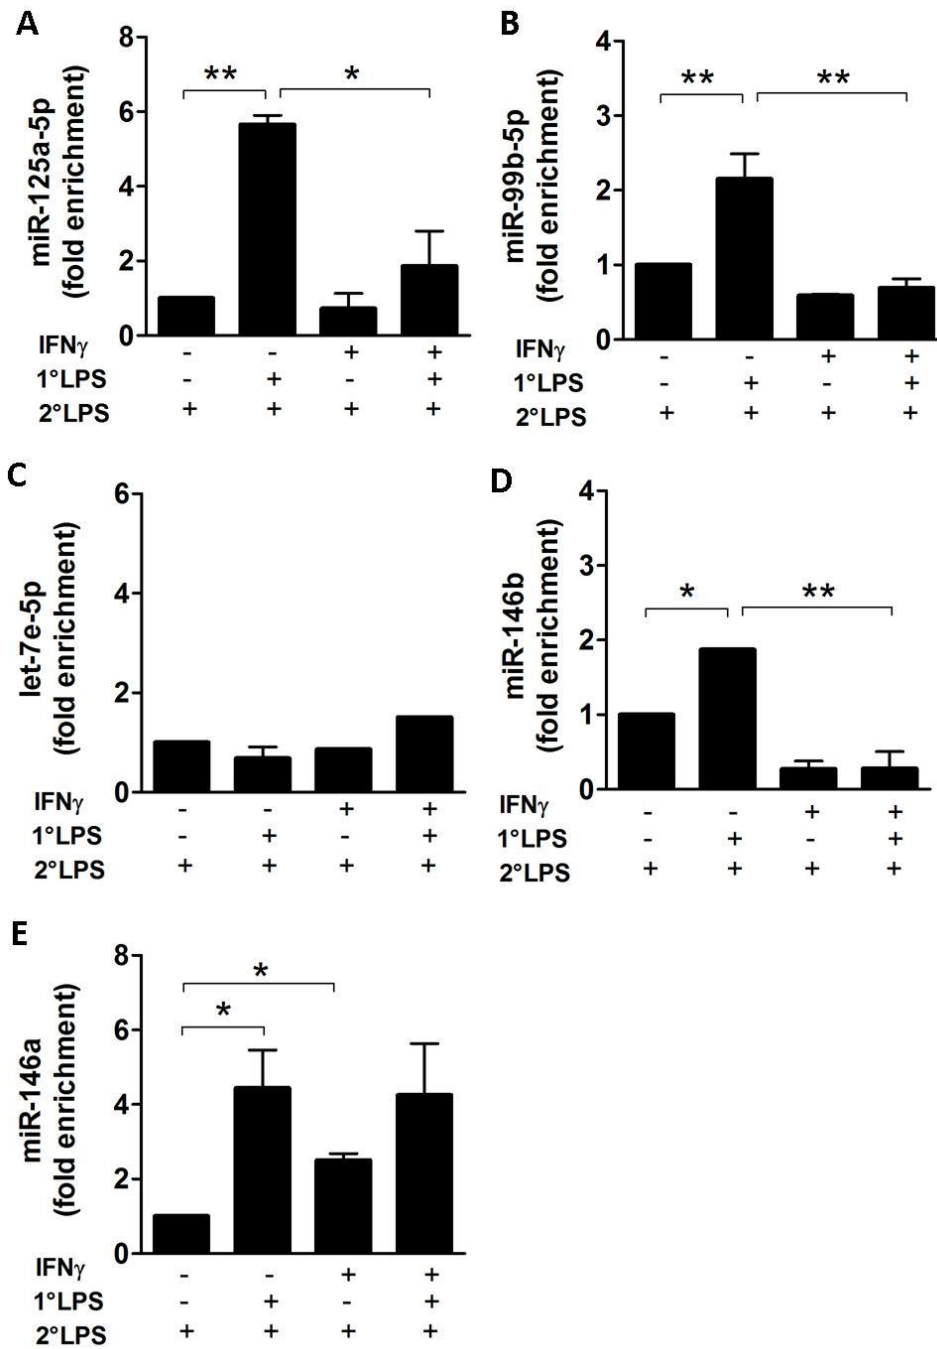 A
miR-125a-5p
(fold enrichment)
8
6
4
2
0
**
*
IFNγ - - + +
1°LPS - + - +
2°LPS + + + +
B
miR-99b-5p
(fold enrichment)
4
3
2
1
0
**
**
IFNγ - - + +
1°LPS - + - +
2°LPS + + + +
C
let-7e-5p
(fold enrichment)
6
4
2
0
IFNγ - - + +
1°LPS - + - +
2°LPS + + + +
D
miR-146b
(fold enrichment)
4
3
2
1
0
*
**
IFNγ - - + +
1°LPS - + - +
2°LPS + + + +
E
miR-146a
(fold enrichment)
8
6
4
2
0
*
*
IFNγ - - + +
1°LPS - + - +
2°LPS + + + +